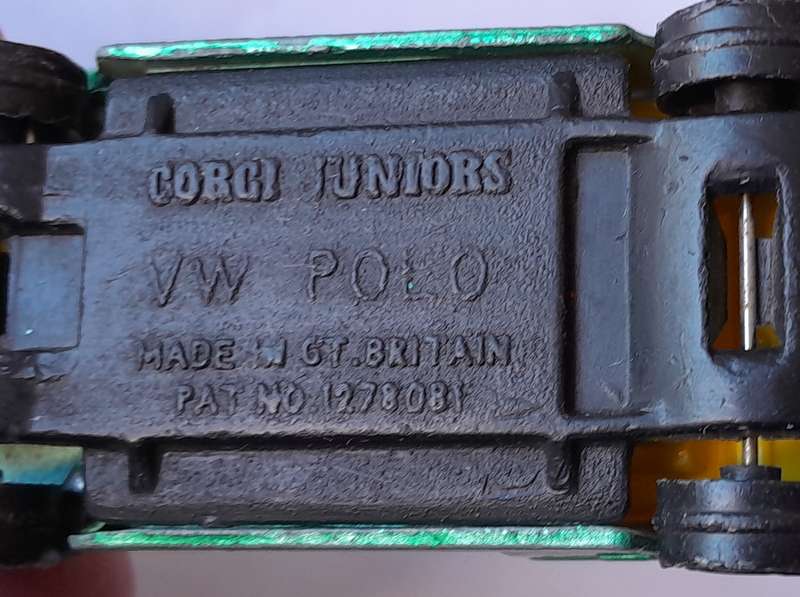 CORGI JUNIORS
VW POLO
MADE IN GT. BRITAIN
PAT NO. 1278081